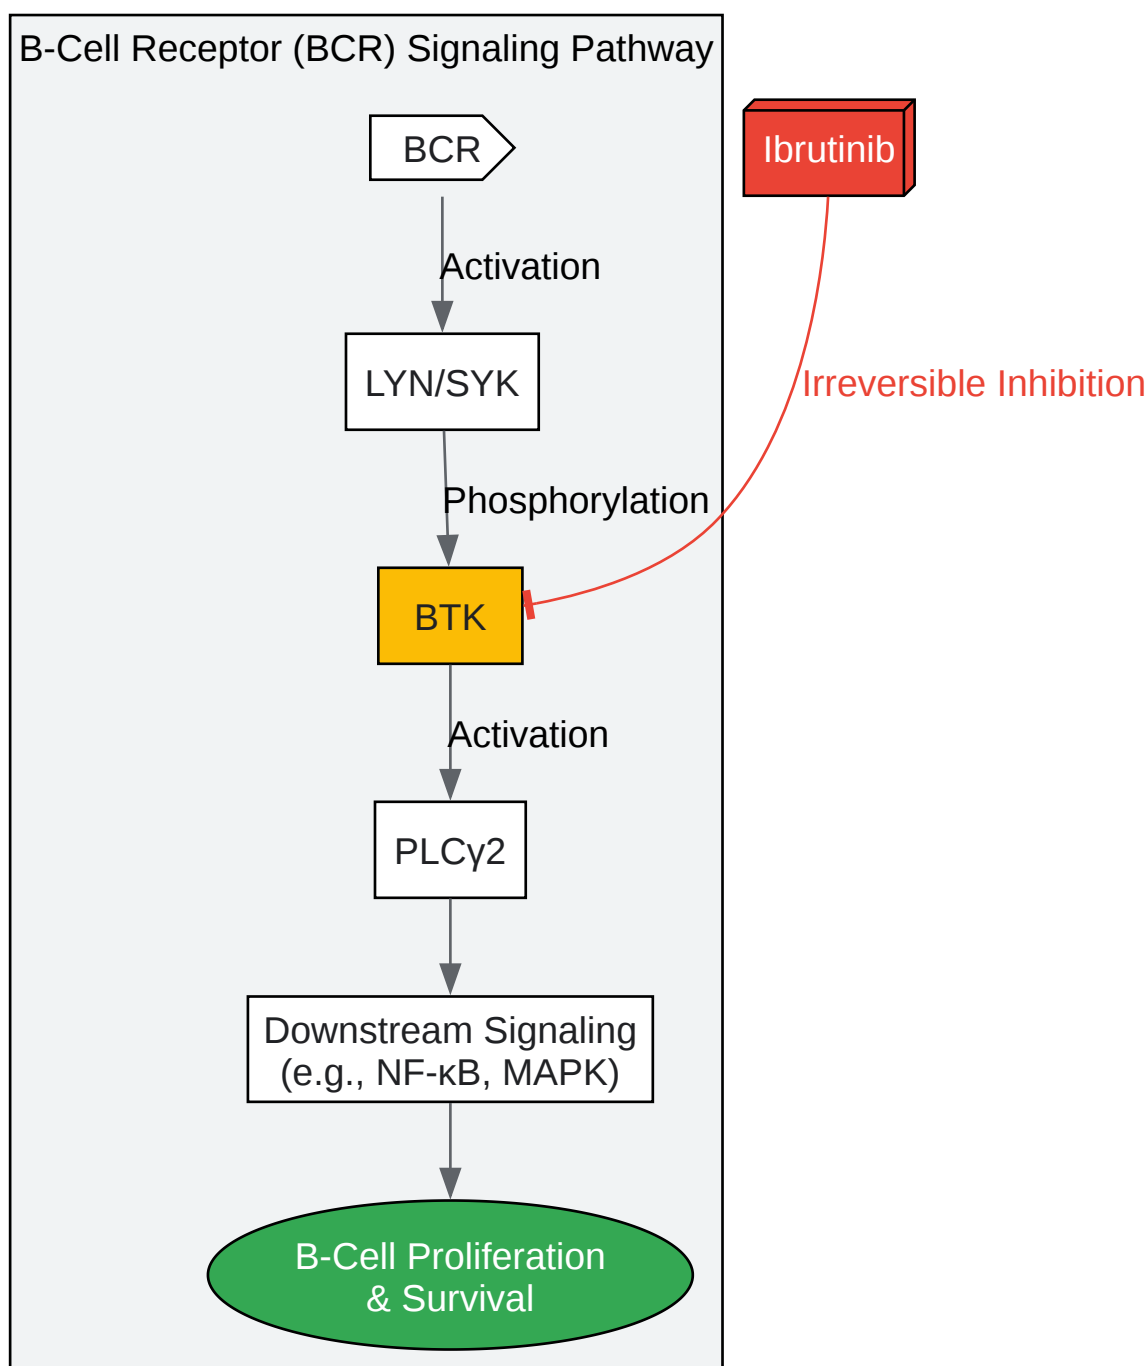 B-Cell Receptor (BCR) Signaling Pathway
BCR
Ibrutinib
Activation
LYN/SYK
Irreversible Inhibition
Phosphorylation
BTK
Activation
PLCγ2
Downstream Signaling
(e.g., NF-κB, MAPK)
B-Cell Proliferation
& Survival